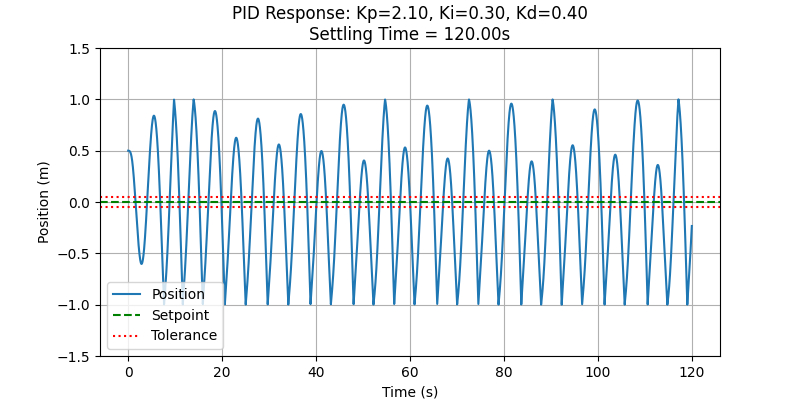 PID Response: Kp=2.10, Ki=0.30, Kd=0.40
Settling Time = 120.00s
Position (m)
1.5
1.0
0.5
0.0
−0.5
−1.0
−1.5
Position
Setpoint
Tolerance
0 20 40 60 80 100 120
Time (s)